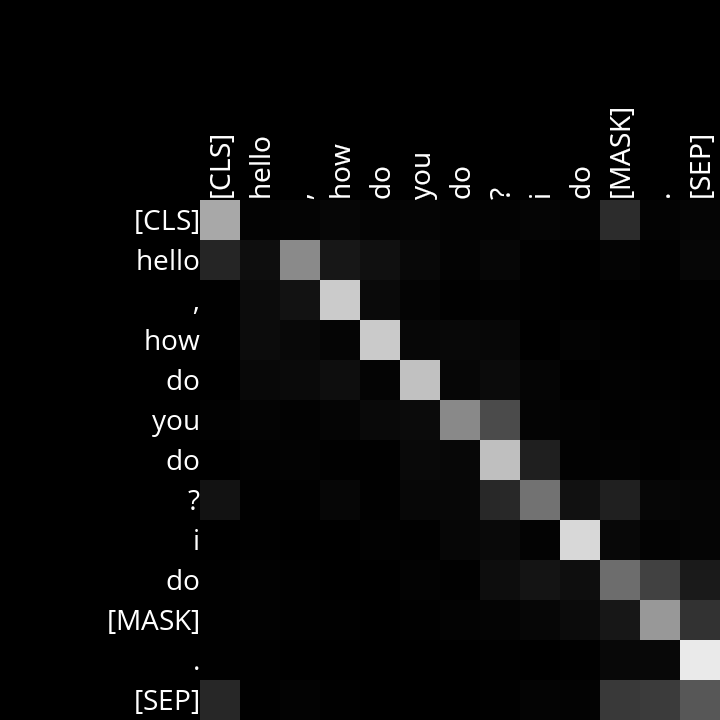 [CLS] hello , how do you do ? i do [MASK] . [SEP]
[CLS]
hello
,
how
do
you
do
?
i
do
[MASK]
.
[SEP]